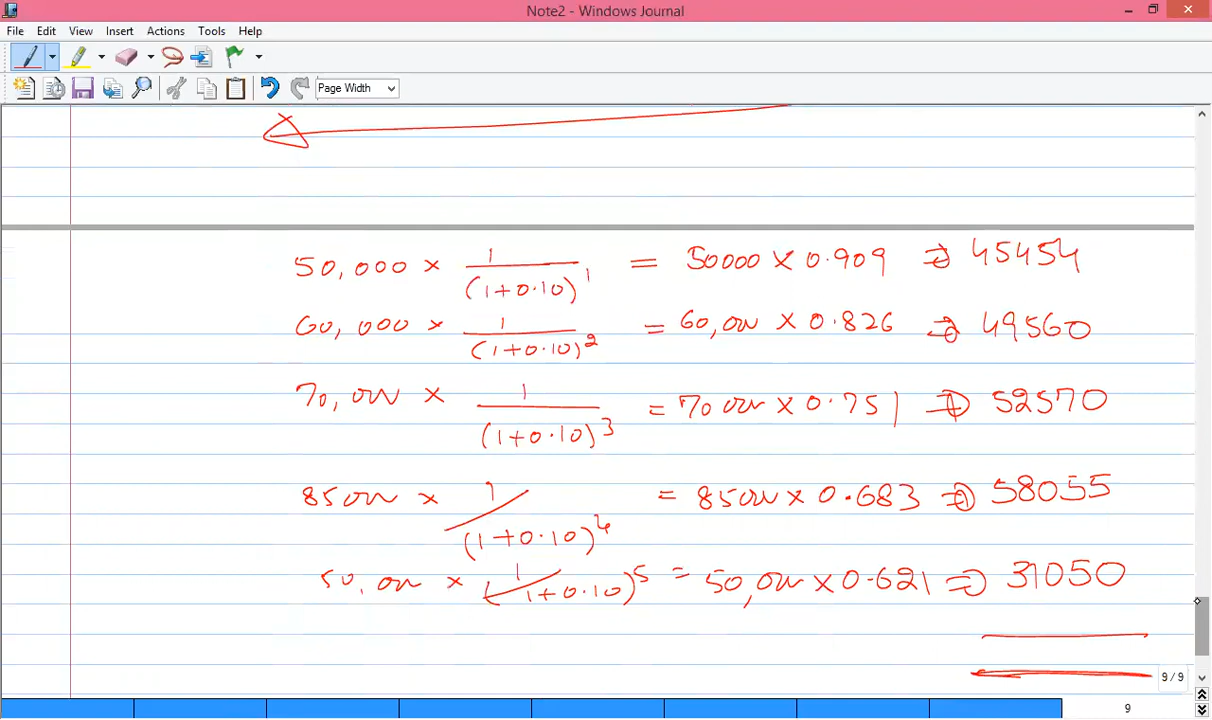 Note2 - Windows Journal
File Edit View Insert Actions Tools Help
Page Width
50,000 × 1/(1+0.10)^1 = 50000 × 0.909 ⇒ 45454
60,000 × 1/(1+0.10)^2 = 60,000 × 0.826 ⇒ 49560
70,000 × 1/(1+0.10)^3 = 70000 × 0.751 ⇒ 52570
85000 × 1/(1+0.10)^4 = 85000 × 0.683 ⇒ 58055
50,000 × 1/(1+0.10)^5 = 50,000 × 0.621 ⇒ 31050
9 / 9
9